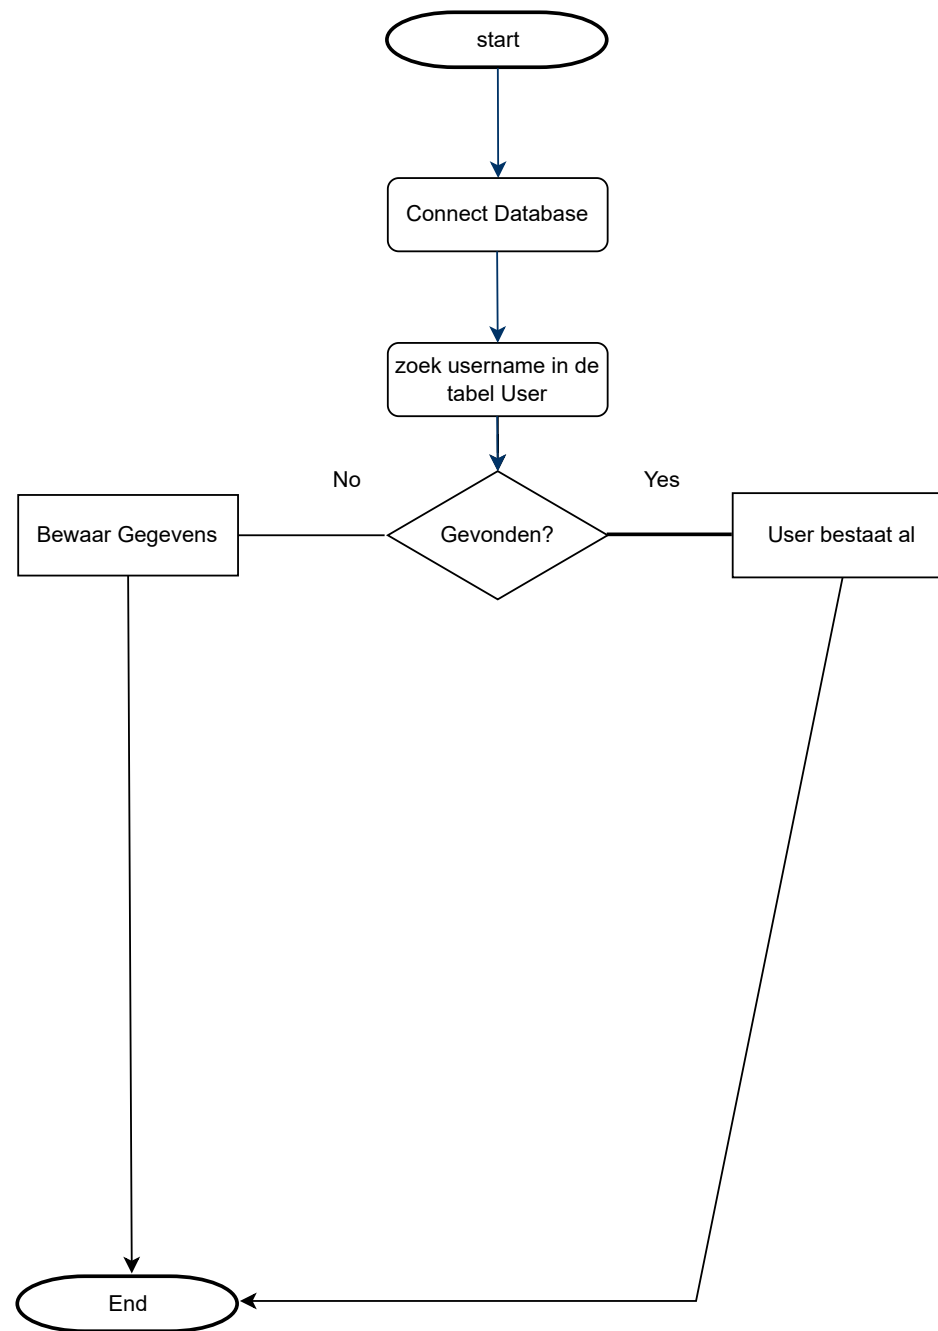 start
Connect Database
zoek username in de
tabel User
No
Yes
Bewaar Gegevens
Gevonden?
User bestaat al
End